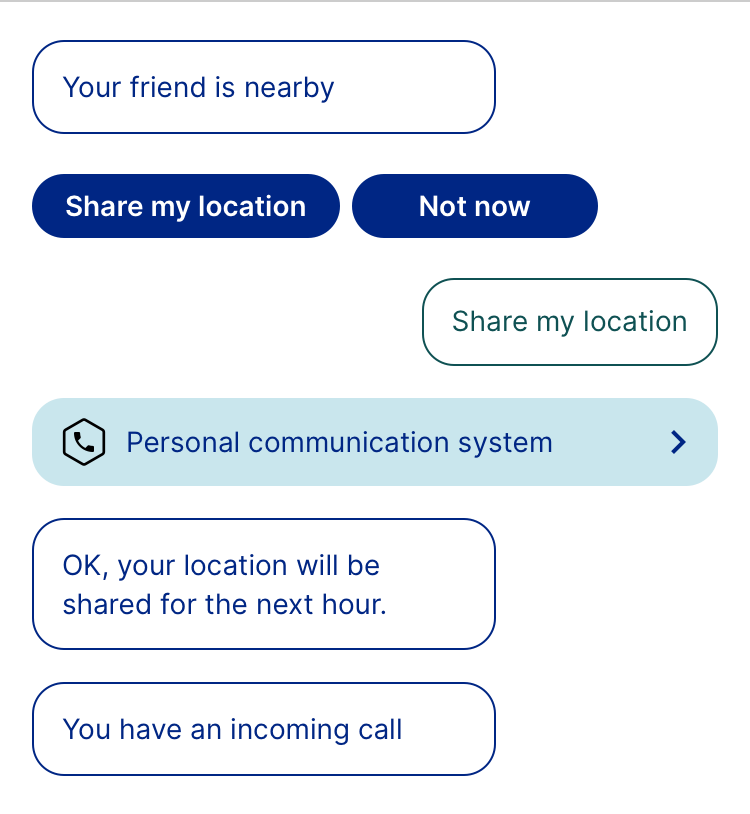 Your friend is nearby
Share my location
Not now
Share my location
Personal communication system
OK, your location will be
shared for the next hour.
You have an incoming call